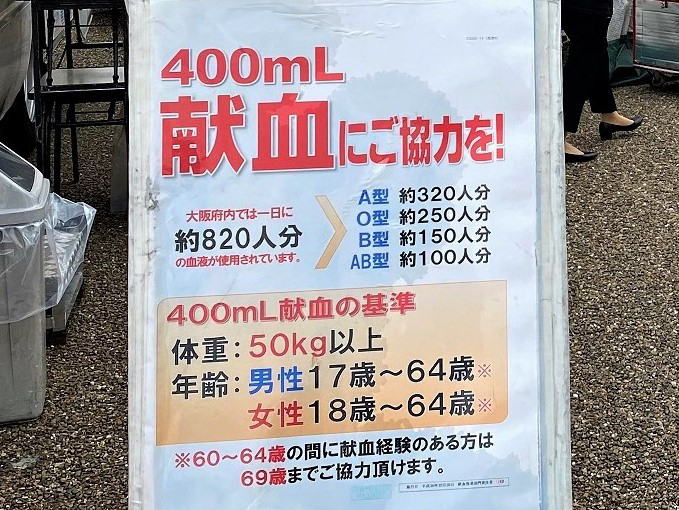 400mL
献血にご協力を!
大阪府内では一日に
約820人分
の血液が使用されています。
A型 約320人分
O型 約250人分
B型 約150人分
AB型 約100人分
400mL献血の基準
体重：50kg以上
年齢：男性17歳～64歳※
女性18歳～64歳※
※60～64歳の間に献血経験のある方は
69歳までご協力頂けます。